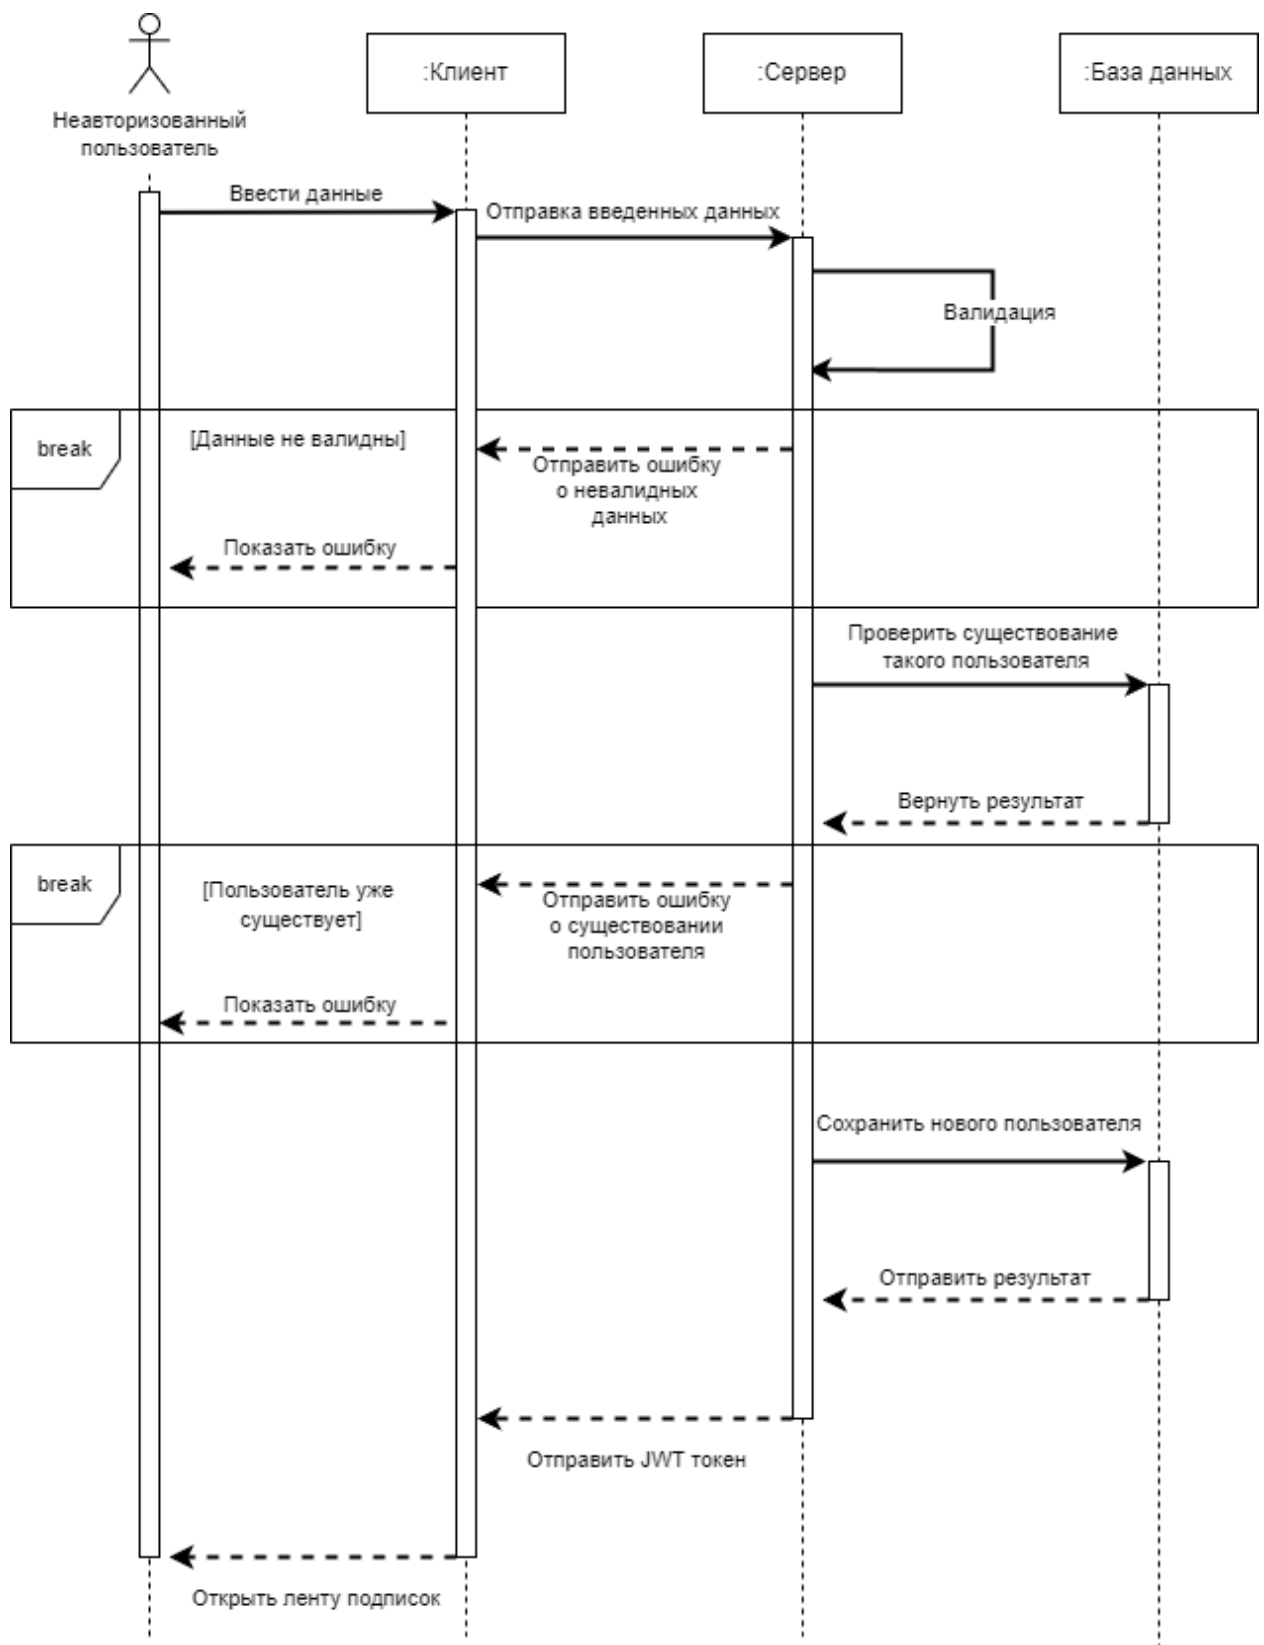 Неавторизованный
пользователь
:Клиент
:Сервер
:База данных
Ввести данные
Отправка введенных данных
Валидация
break
[Данные не валидны]
Отправить ошибку
о невалидных
данных
Показать ошибку
Проверить существование
такого пользователя
Вернуть результат
break
[Пользователь уже
существует]
Отправить ошибку
о существовании
пользователя
Показать ошибку
Сохранить нового пользователя
Отправить результат
Отправить JWT токен
Открыть ленту подписок